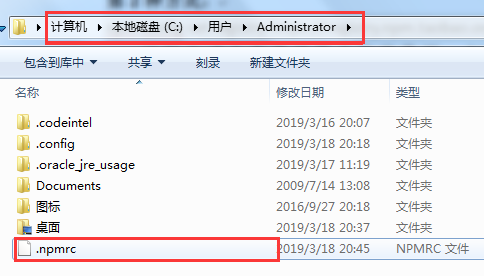 计算机 ▸ 本地磁盘 (C:) ▸ 用户 ▸ Administrator ▸
包含到库中 ▼ 共享 ▼ 刻录 新建文件夹
名称 修改日期 类型
.codeintel 2019/3/16 20:07 文件夹
.config 2019/3/18 20:18 文件夹
.oracle_jre_usage 2019/3/17 11:19 文件夹
Documents 2009/7/14 13:08 文件夹
图标 2016/9/27 20:18 文件夹
桌面 2019/3/18 20:37 文件夹
.npmrc 2019/3/18 20:45 NPMRC 文件